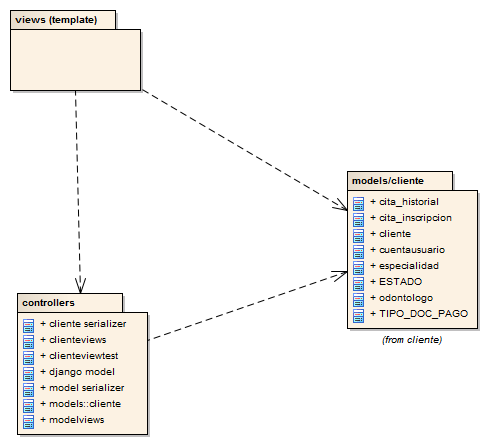 views (template)
models/cliente
+ cita_historial
+ cita_inscripcion
+ cliente
+ cuentausuario
+ especialidad
+ ESTADO
+ odontologo
+ TIPO_DOC_PAGO
(from cliente)
controllers
+ cliente serializer
+ clienteviews
+ clienteviewtest
+ django model
+ model serializer
+ models::cliente
+ modelviews